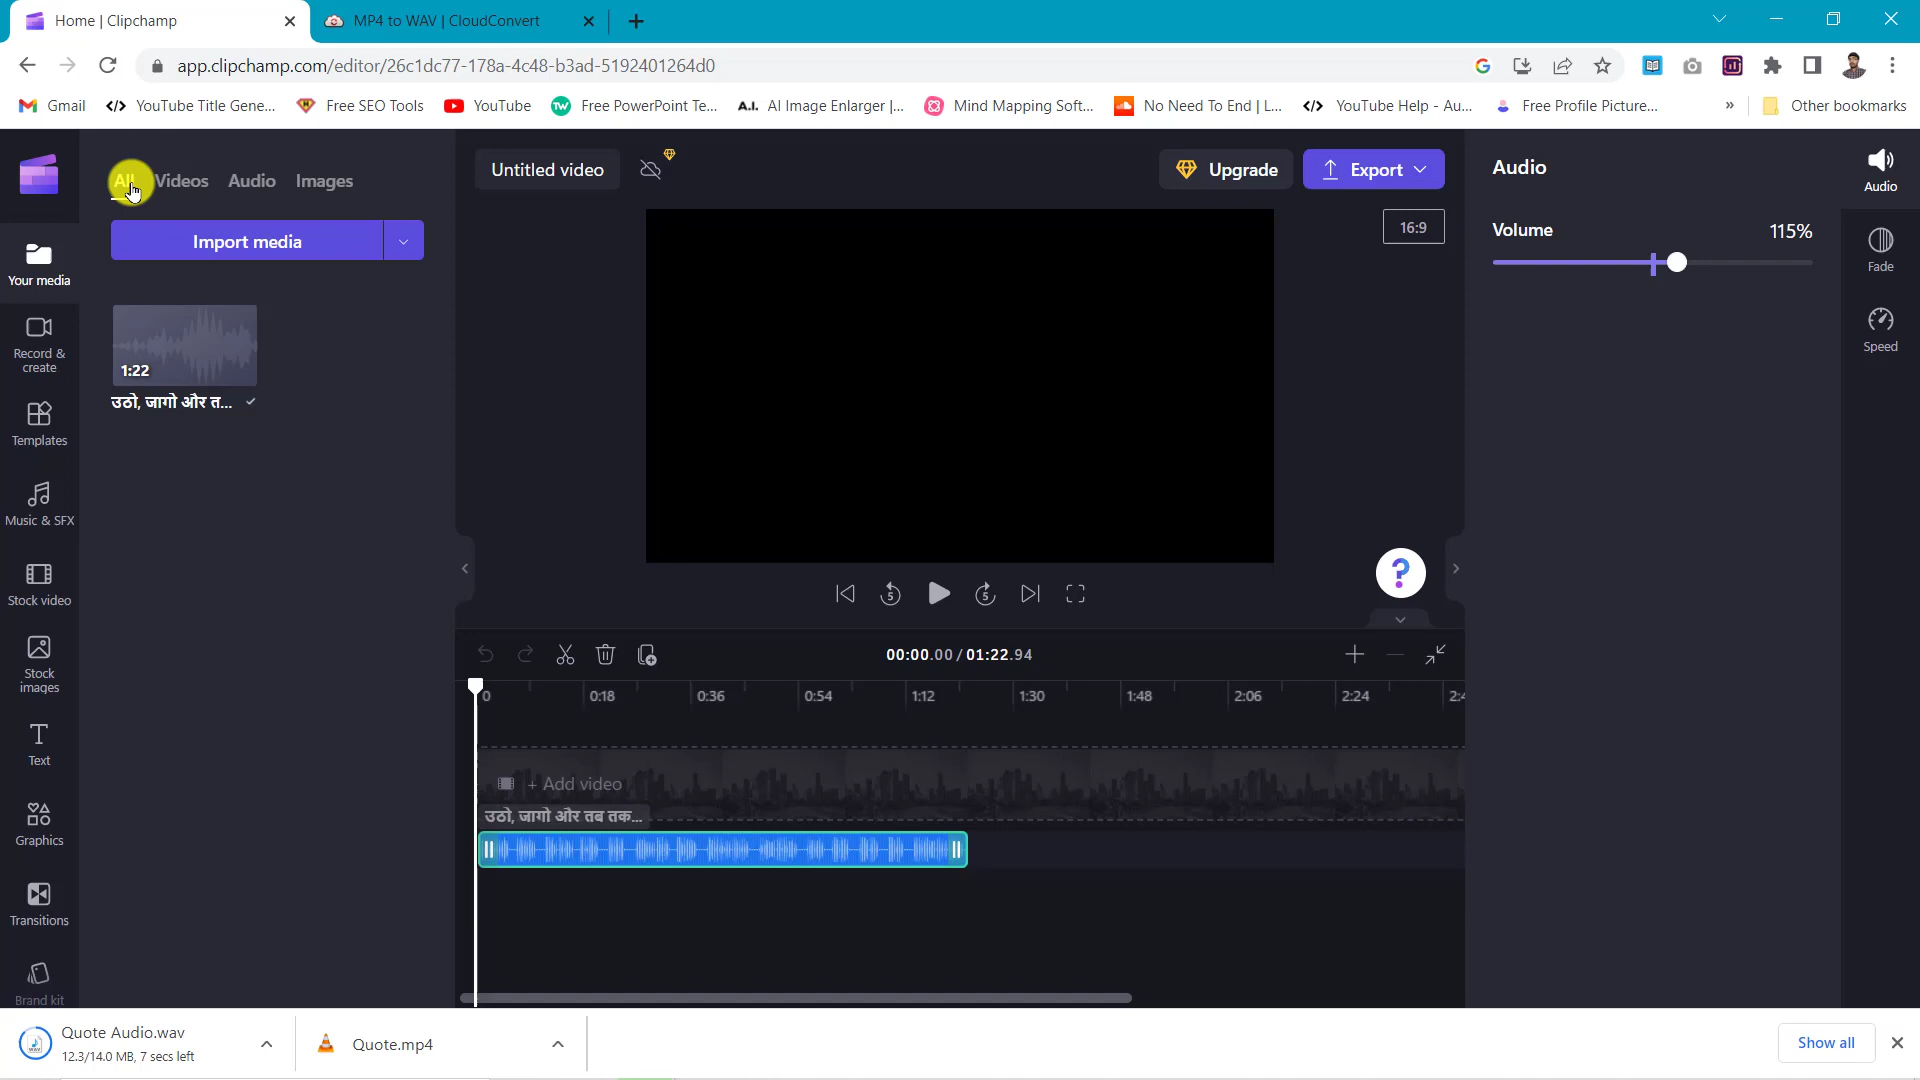 Home | Clipchamp
MP4 to WAV | CloudConvert
app.clipchamp.com/editor/26c1dc77-178a-4c48-b3ad-5192401264d0
Gmail
YouTube Title Gene...
Free SEO Tools
YouTube
Free PowerPoint Te...
AI Image Enlarger |...
Mind Mapping Soft...
No Need To End | L...
YouTube Help - Au...
Free Profile Picture...
Other bookmarks
All
Videos
Audio
Images
Import media
1:22
उठो, जागो और त...
Your media
Record & create
Templates
Music & SFX
Stock video
Stock images
Text
Graphics
Transitions
Brand kit
Untitled video
Upgrade
Export
16:9
00:00.00 / 01:22.94
0
0:18
0:36
0:54
1:12
1:30
1:48
2:06
2:24
+ Add video
उठो, जागो और तब तक...
Audio
Volume
115%
Audio
Fade
Speed
Quote Audio.wav
12.3/14.0 MB, 7 secs left
Quote.mp4
Show all